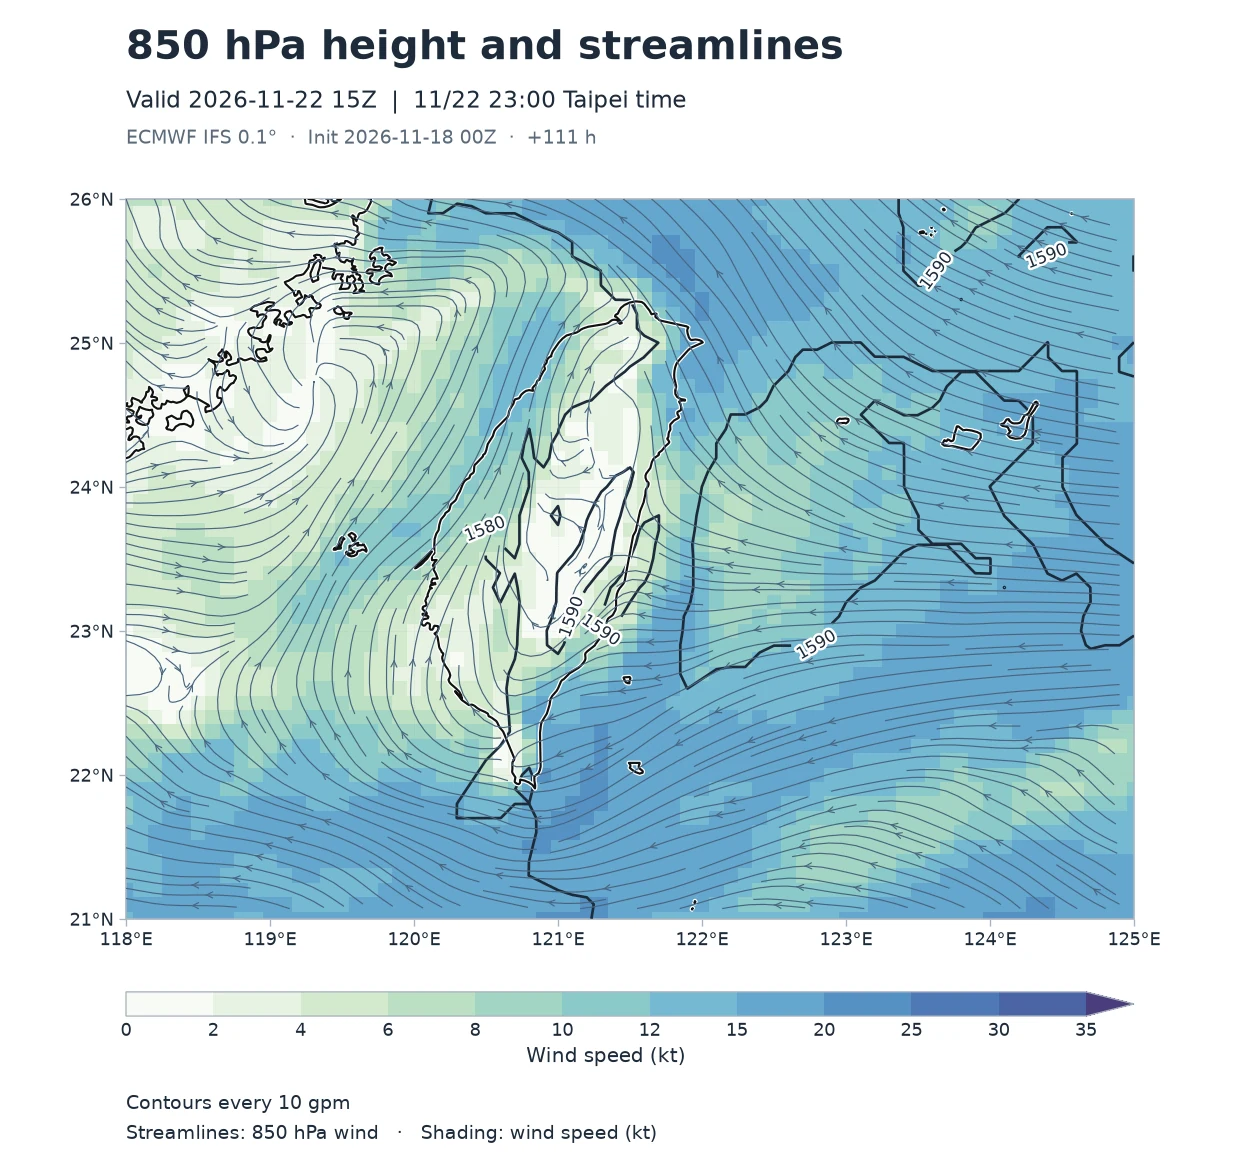 850 hPa height and streamlines
Valid 2026-11-22 15Z  |  11/22 23:00 Taipei time
ECMWF IFS 0.1°  ·  Init 2026-11-18 00Z  ·  +111 h
26°N
1590
1590
25°N
24°N
1580
1590
1590
1590
23°N
22°N
21°N
118°E 119°E 120°E 121°E 122°E 123°E 124°E 125°E
0 2 4 6 8 10 12 15 20 25 30 35
Wind speed (kt)
Contours every 10 gpm
Streamlines: 850 hPa wind  ·  Shading: wind speed (kt)